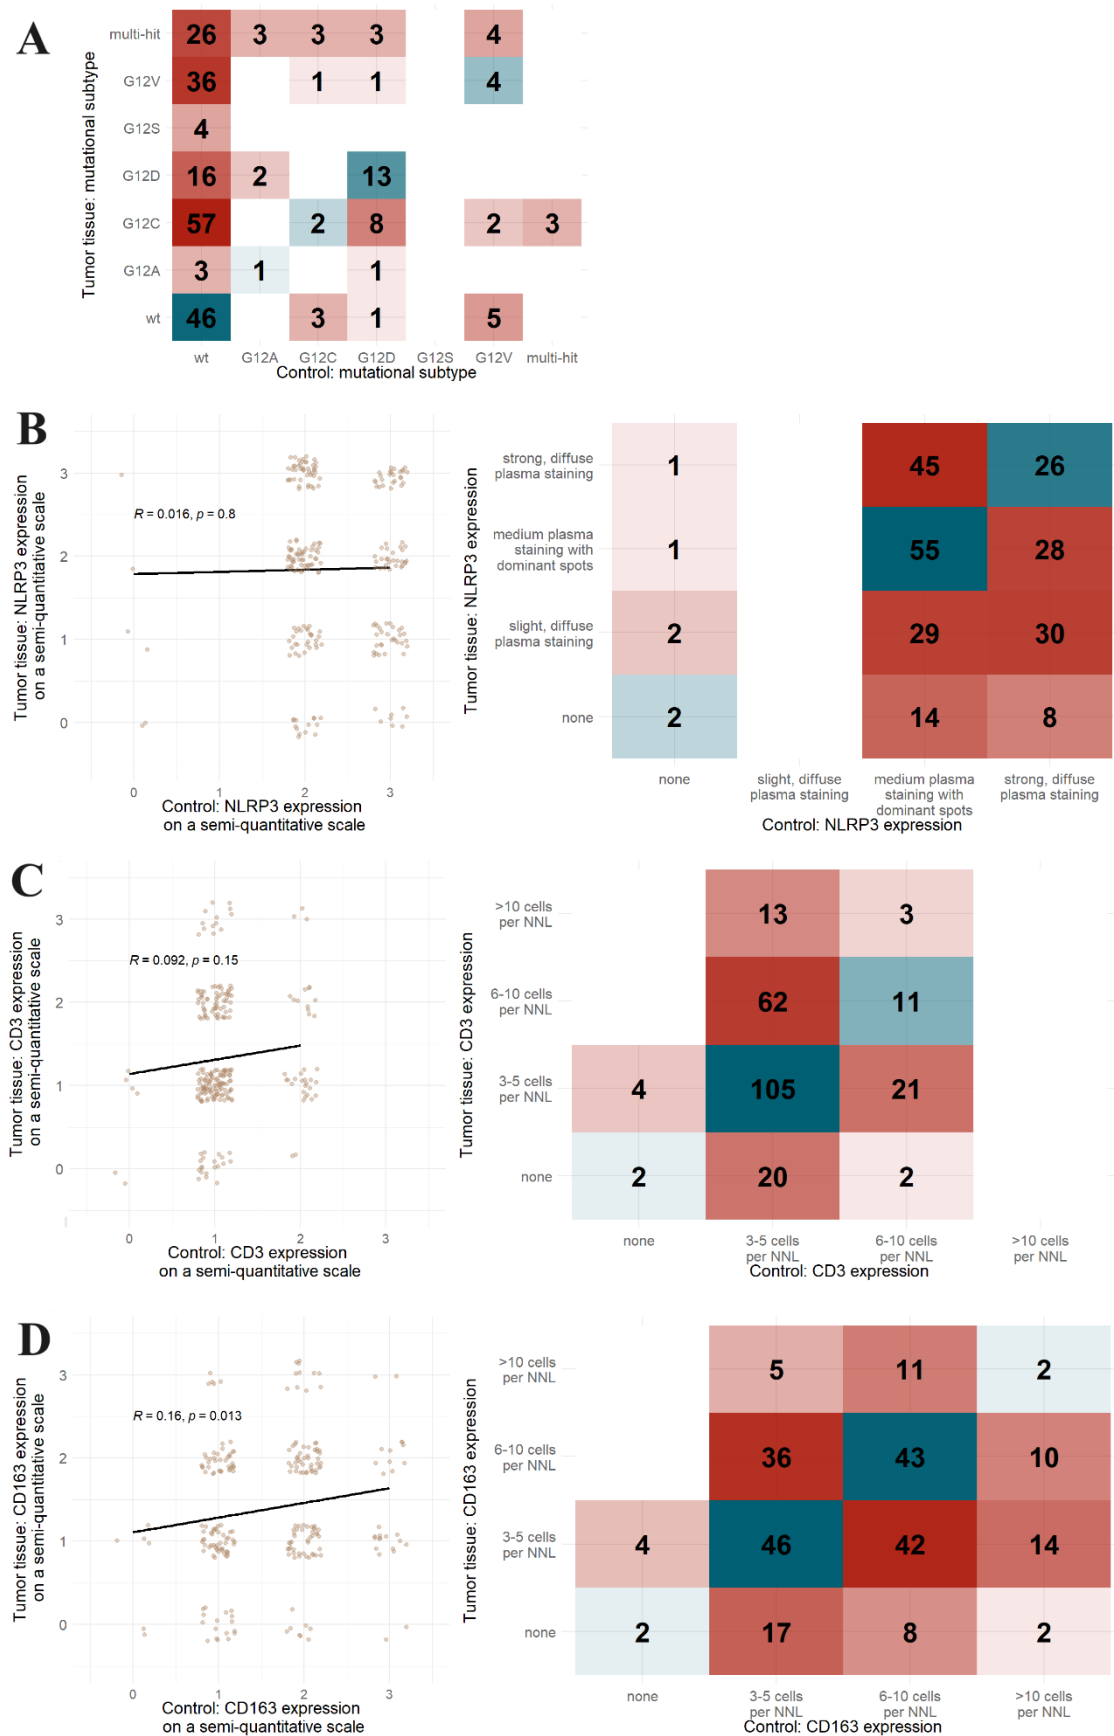 A
Tumor tissue: mutational subtype
multi-hit 26 3 3 3 4
G12V 36 1 1 4
G12S 4
G12D 16 2 13
G12C 57 2 8 2 3
G12A 3 1 1
wt 46 3 1 5
wt G12A G12C G12D G12S G12V multi-hit
Control: mutational subtype
B
Tumor tissue: NLRP3 expression
on a semi-quantitative scale
3
2
1
0
R = 0.016, p = 0.8
0 1 2 3
Control: NLRP3 expression
on a semi-quantitative scale
Tumor tissue: NLRP3 expression
strong, diffuse
plasma staining
1 45 26
medium plasma
staining with
dominant spots
1 55 28
slight, diffuse
plasma staining
2 29 30
none
2 14 8
none
slight, diffuse
plasma staining
medium plasma
staining with
dominant spots
strong, diffuse
plasma staining
Control: NLRP3 expression
C
Tumor tissue: CD3 expression
on a semi-quantitative scale
3
2
1
0
R = 0.092, p = 0.15
0 1 2 3
Control: CD3 expression
on a semi-quantitative scale
Tumor tissue: CD3 expression
>10 cells
per NNL
13 3
6-10 cells
per NNL
62 11
3-5 cells
per NNL
4 105 21
none
2 20 2
none
3-5 cells
per NNL
6-10 cells
per NNL
>10 cells
per NNL
Control: CD3 expression
D
Tumor tissue: CD163 expression
on a semi-quantitative scale
3
2
1
0
R = 0.16, p = 0.013
0 1 2 3
Control: CD163 expression
on a semi-quantitative scale
Tumor tissue: CD163 expression
>10 cells
per NNL
5 11 2
6-10 cells
per NNL
36 43 10
3-5 cells
per NNL
4 46 42 14
none
2 17 8 2
none
3-5 cells
per NNL
6-10 cells
per NNL
>10 cells
per NNL
Control: CD163 expression